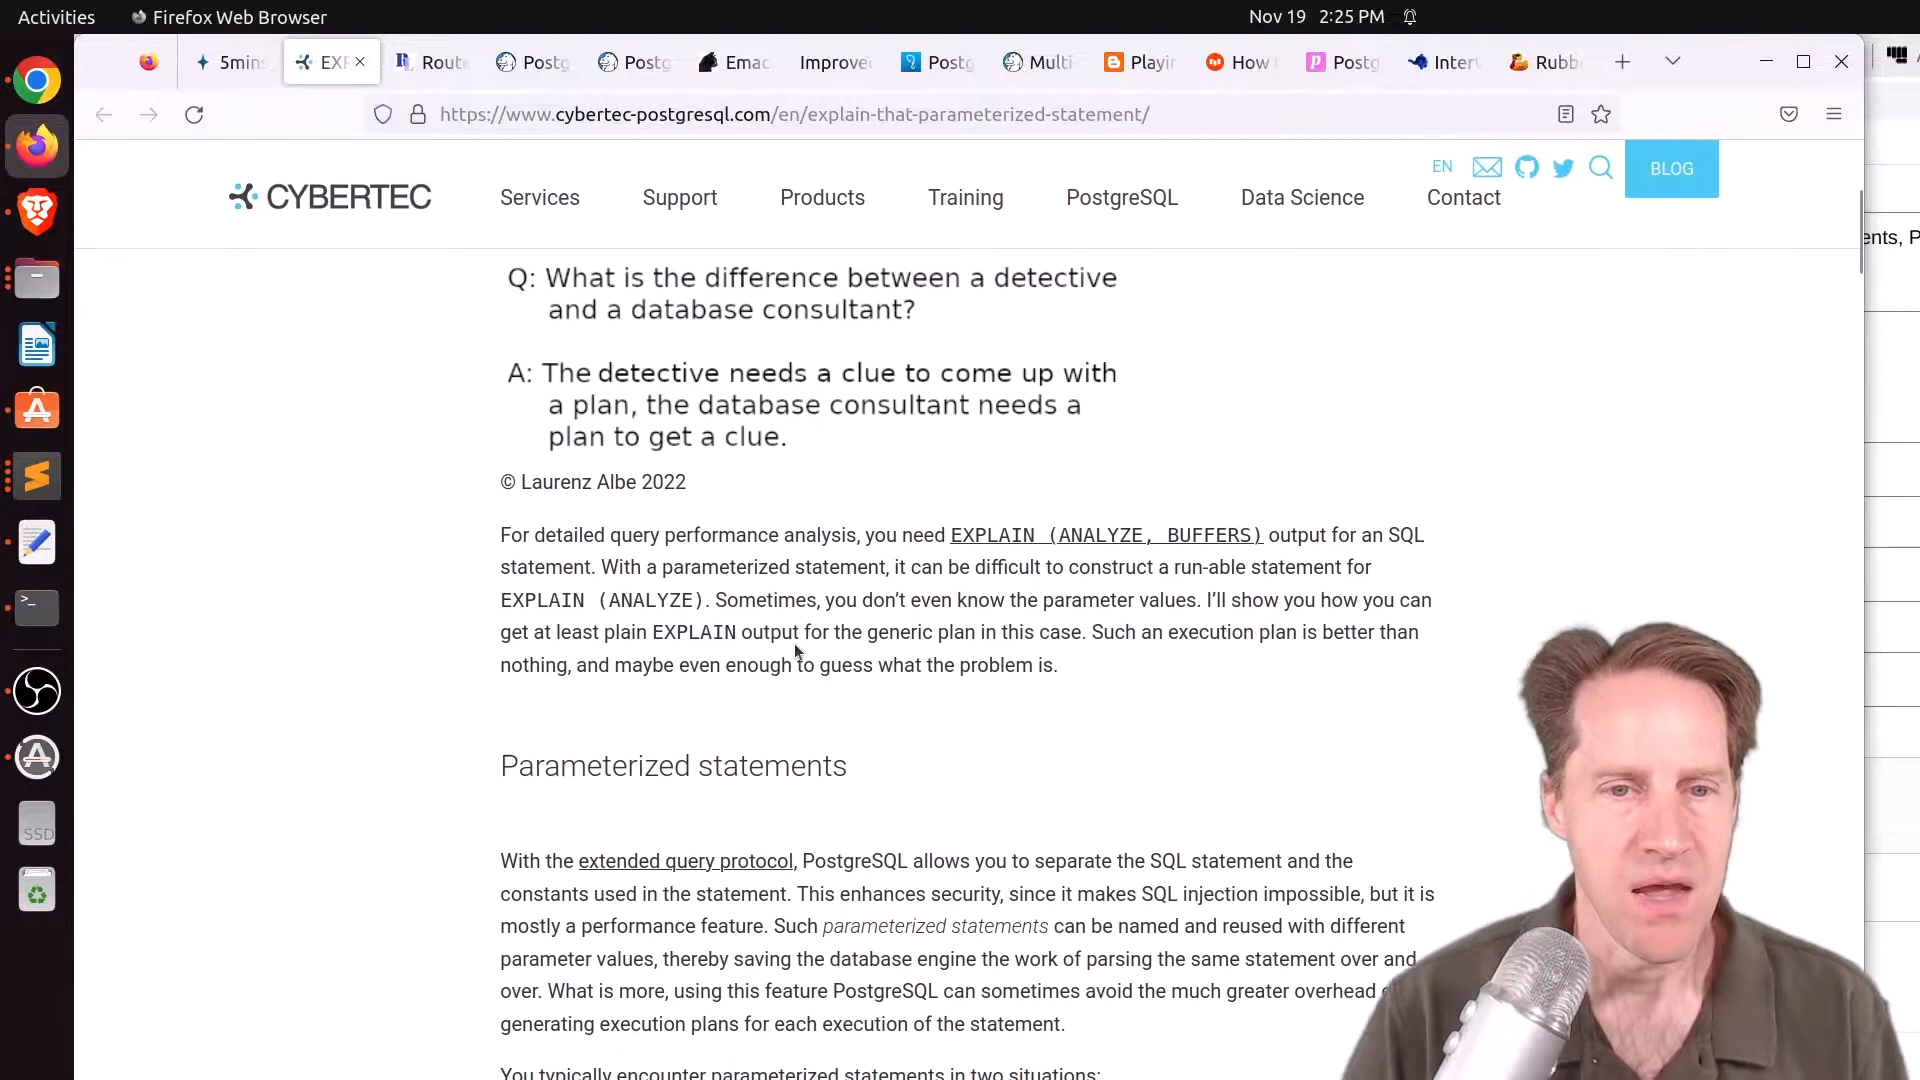 Activities
Firefox Web Browser
Nov 19 2:25 PM
5mins
EXP
Route
Postg
Postg
Emac
Improve
Postg
Multi-
Playin
How
Postg
Interv
Rubb
https://www.cybertec-postgresql.com/en/explain-that-parameterized-statement/
EN
BLOG
CYBERTEC
Services
Support
Products
Training
PostgreSQL
Data Science
Contact
ents, P
Q: What is the difference between a detective
and a database consultant?
A: The detective needs a clue to come up with
a plan, the database consultant needs a
plan to get a clue.
© Laurenz Albe 2022
For detailed query performance analysis, you need EXPLAIN (ANALYZE, BUFFERS) output for an SQL
statement. With a parameterized statement, it can be difficult to construct a run-able statement for
EXPLAIN (ANALYZE). Sometimes, you don’t even know the parameter values. I’ll show you how you can
get at least plain EXPLAIN output for the generic plan in this case. Such an execution plan is better than
nothing, and maybe even enough to guess what the problem is.
Parameterized statements
With the extended query protocol, PostgreSQL allows you to separate the SQL statement and the
constants used in the statement. This enhances security, since it makes SQL injection impossible, but it is
mostly a performance feature. Such parameterized statements can be named and reused with different
parameter values, thereby saving the database engine the work of parsing the same statement over and
over. What is more, using this feature PostgreSQL can sometimes avoid the much greater overhead
generating execution plans for each execution of the statement.
You typically encounter parameterized statements in two situations:
SSD